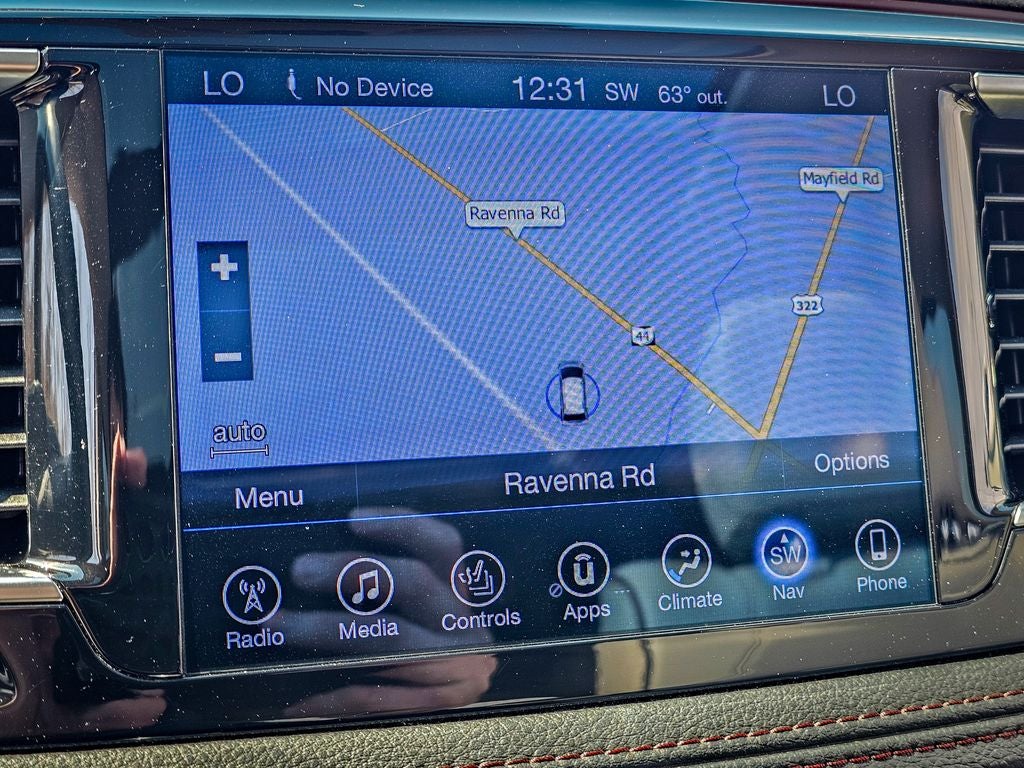 LO No Device 12:31 SW 63° out. LO
Mayfield Rd
Ravenna Rd
322
44
auto
Menu Ravenna Rd Options
Radio Media Controls Apps Climate SW Nav Phone